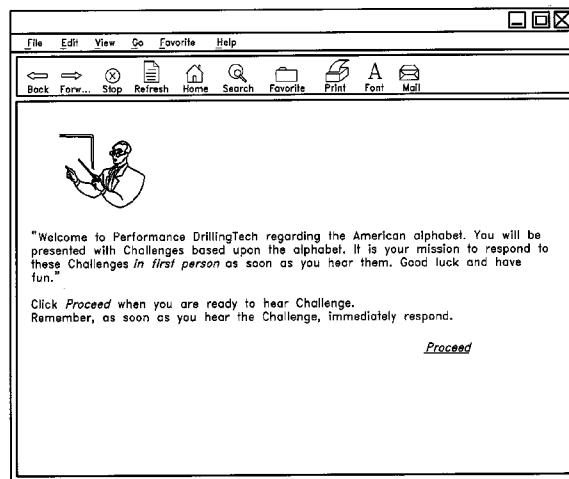 File Edit View Go Favorite Help
Back Forw... Stop Refresh Home Search Favorite Print Font Mail
"Welcome to Performance DrillingTech regarding the American alphabet. You will be
presented with Challenges based upon the alphabet. It is your mission to respond to
these Challenges in first person as soon as you hear them. Good luck and have
fun."
Click Proceed when you are ready to hear Challenge.
Remember, as soon as you hear the Challenge, immediately respond.
Proceed